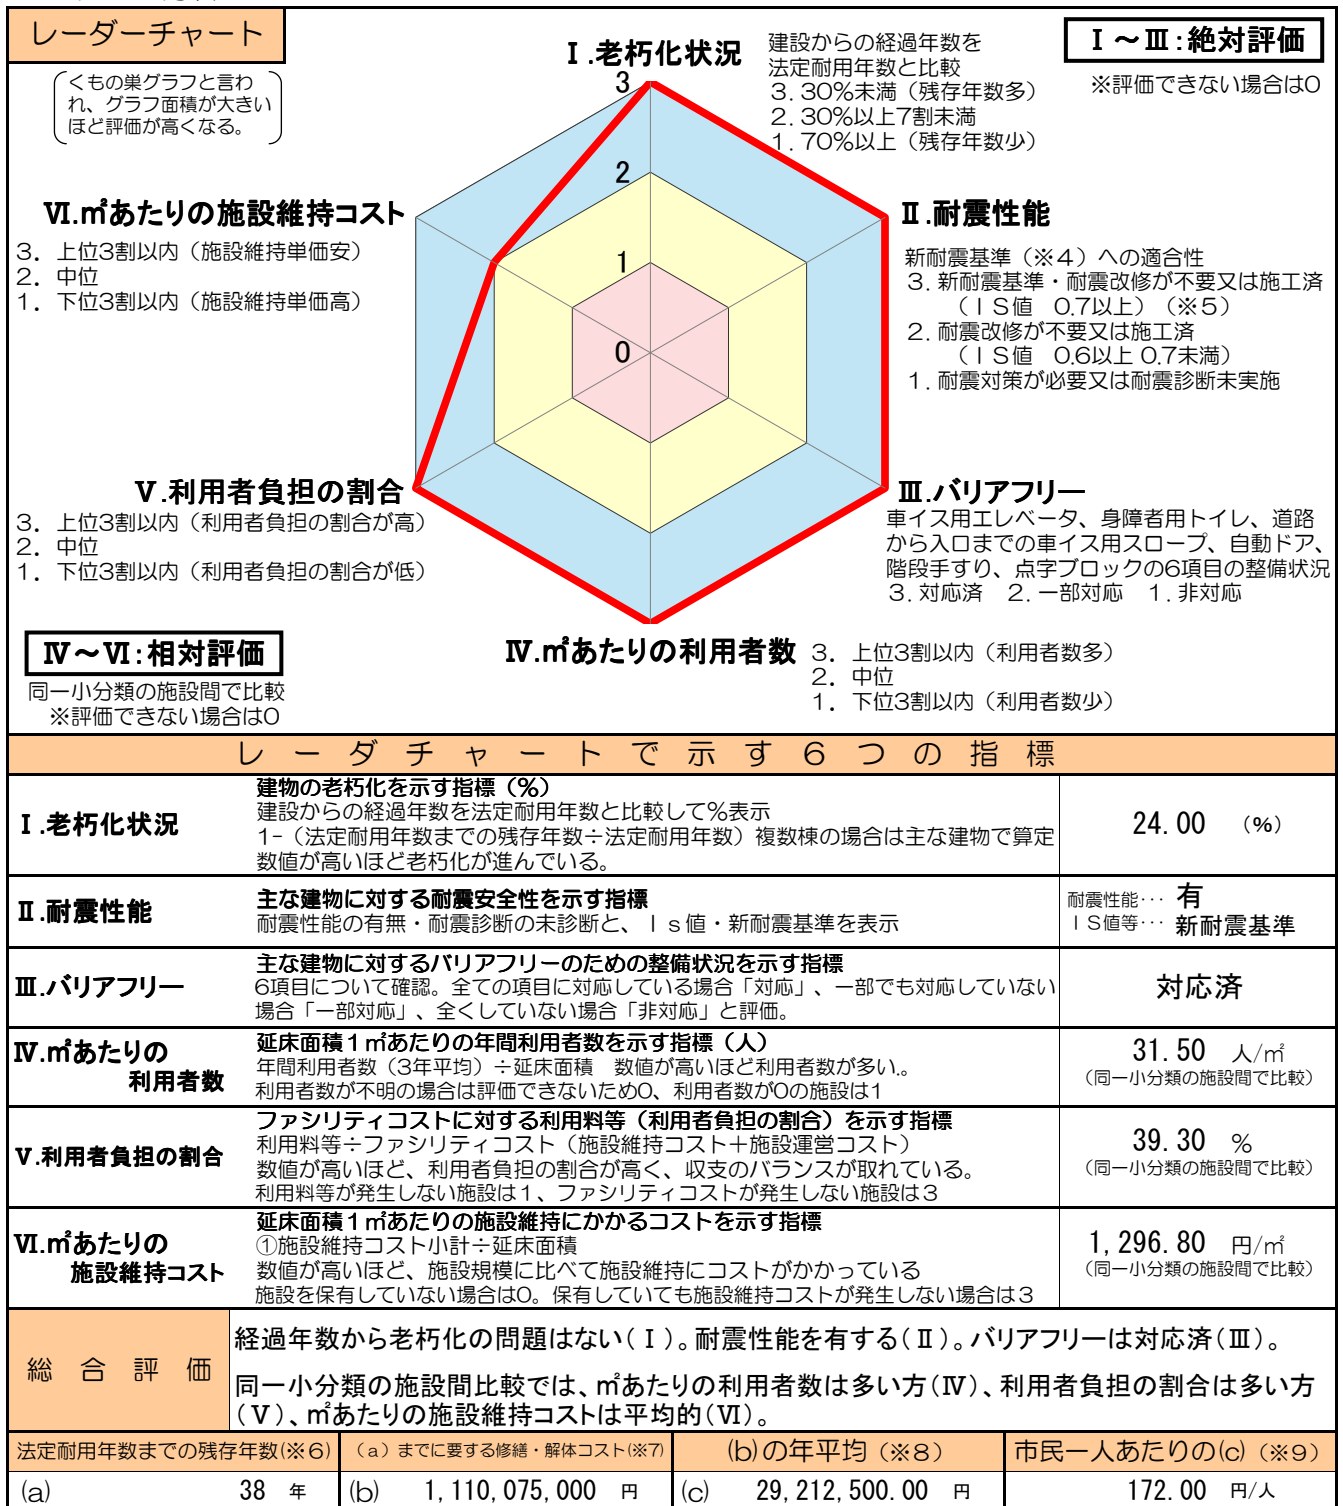 レーダーチャート
くもの巣グラフと言わ
れ、グラフ面積が大きい
ほど評価が高くなる。
Ⅰ.老朽化状況
建設からの経過年数を
法定耐用年数と比較
3.30%未満（残存年数多）
2.30%以上7割未満
1.70%以上（残存年数少）
Ⅰ～Ⅲ:絶対評価
※評価できない場合は0
3
2
1
0
Ⅵ.㎡あたりの施設維持コスト
3. 上位3割以内（施設維持単価安）
2. 中位
1. 下位3割以内（施設維持単価高）
Ⅱ.耐震性能
新耐震基準（※4）への適合性
3.新耐震基準・耐震改修が不要又は施工済
（ＩＳ値 0.7以上）（※5）
2.耐震改修が不要又は施工済
（ＩＳ値 0.6以上 0.7未満）
1.耐震対策が必要又は耐震診断未実施
Ⅴ.利用者負担の割合
3. 上位3割以内（利用者負担の割合が高）
2. 中位
1. 下位3割以内（利用者負担の割合が低）
Ⅲ.バリアフリー
車イス用エレベータ、身障者用トイレ、道路
から入口までの車イス用スロープ、自動ドア、
階段手すり、点字ブロックの6項目の整備状況
3.対応済 2.一部対応 1.非対応
Ⅳ～Ⅵ:相対評価
同一小分類の施設間で比較
※評価できない場合は0
Ⅳ.㎡あたりの利用者数
3. 上位3割以内（利用者数多）
2. 中位
1. 下位3割以内（利用者数少）
レーダチャートで示す6つの指標
Ⅰ.老朽化状況
建物の老朽化を示す指標（%）
建設からの経過年数を法定耐用年数と比較して%表示
1-（法定耐用年数までの残存年数÷法定耐用年数）複数棟の場合は主な建物で算定
数値が高いほど老朽化が進んでいる。
24.00 （%）
Ⅱ.耐震性能
主な建物に対する耐震安全性を示す指標
耐震性能の有無・耐震診断の未診断と、Ｉｓ値・新耐震基準を表示
耐震性能･･･ 有
ＩＳ値等･･･ 新耐震基準
Ⅲ.バリアフリー
主な建物に対するバリアフリーのための整備状況を示す指標
6項目について確認。全ての項目に対応している場合「対応」、一部でも対応していない
場合「一部対応」、全くしていない場合「非対応」と評価。
対応済
Ⅳ.㎡あたりの
利用者数
延床面積１㎡あたりの年間利用者数を示す指標（人）
年間利用者数（3年平均）÷延床面積 数値が高いほど利用者数が多い。
利用者数が不明の場合は評価できないため0、利用者数が0の施設は1
31.50 人/㎡
（同一小分類の施設間で比較）
Ⅴ.利用者負担の割合
ファシリティコストに対する利用料等（利用者負担の割合）を示す指標
利用料等÷ファシリティコスト（施設維持コスト＋施設運営コスト）
数値が高いほど、利用者負担の割合が高く、収支のバランスが取れている。
利用料等が発生しない施設は１、ファシリティコストが発生しない施設は３
39.30 %
（同一小分類の施設間で比較）
Ⅵ.㎡あたりの
施設維持コスト
延床面積１㎡あたりの施設維持にかかるコストを示す指標
①施設維持コスト小計÷延床面積
数値が高いほど、施設規模に比べて施設維持にコストがかかっている
施設を保有していない場合は0。保有していても施設維持コストが発生しない場合は３
1,296.80 円/㎡
（同一小分類の施設間で比較）
総合評価
経過年数から老朽化の問題はない(Ⅰ)。耐震性能を有する(Ⅱ)。バリアフリーは対応済(Ⅲ)。
同一小分類の施設間比較では、㎡あたりの利用者数は多い方(Ⅳ)、利用者負担の割合は多い方
(Ⅴ)、㎡あたりの施設維持コストは平均的(Ⅵ)。
法定耐用年数までの残存年数(※6) （a）までに要する修繕・解体コスト(※7) (b)の年平均（※8） 市民一人あたりの(c)（※9）
(a) 38 年 (b) 1,110,075,000 円 (c) 29,212,500.00 円 172.00 円/人